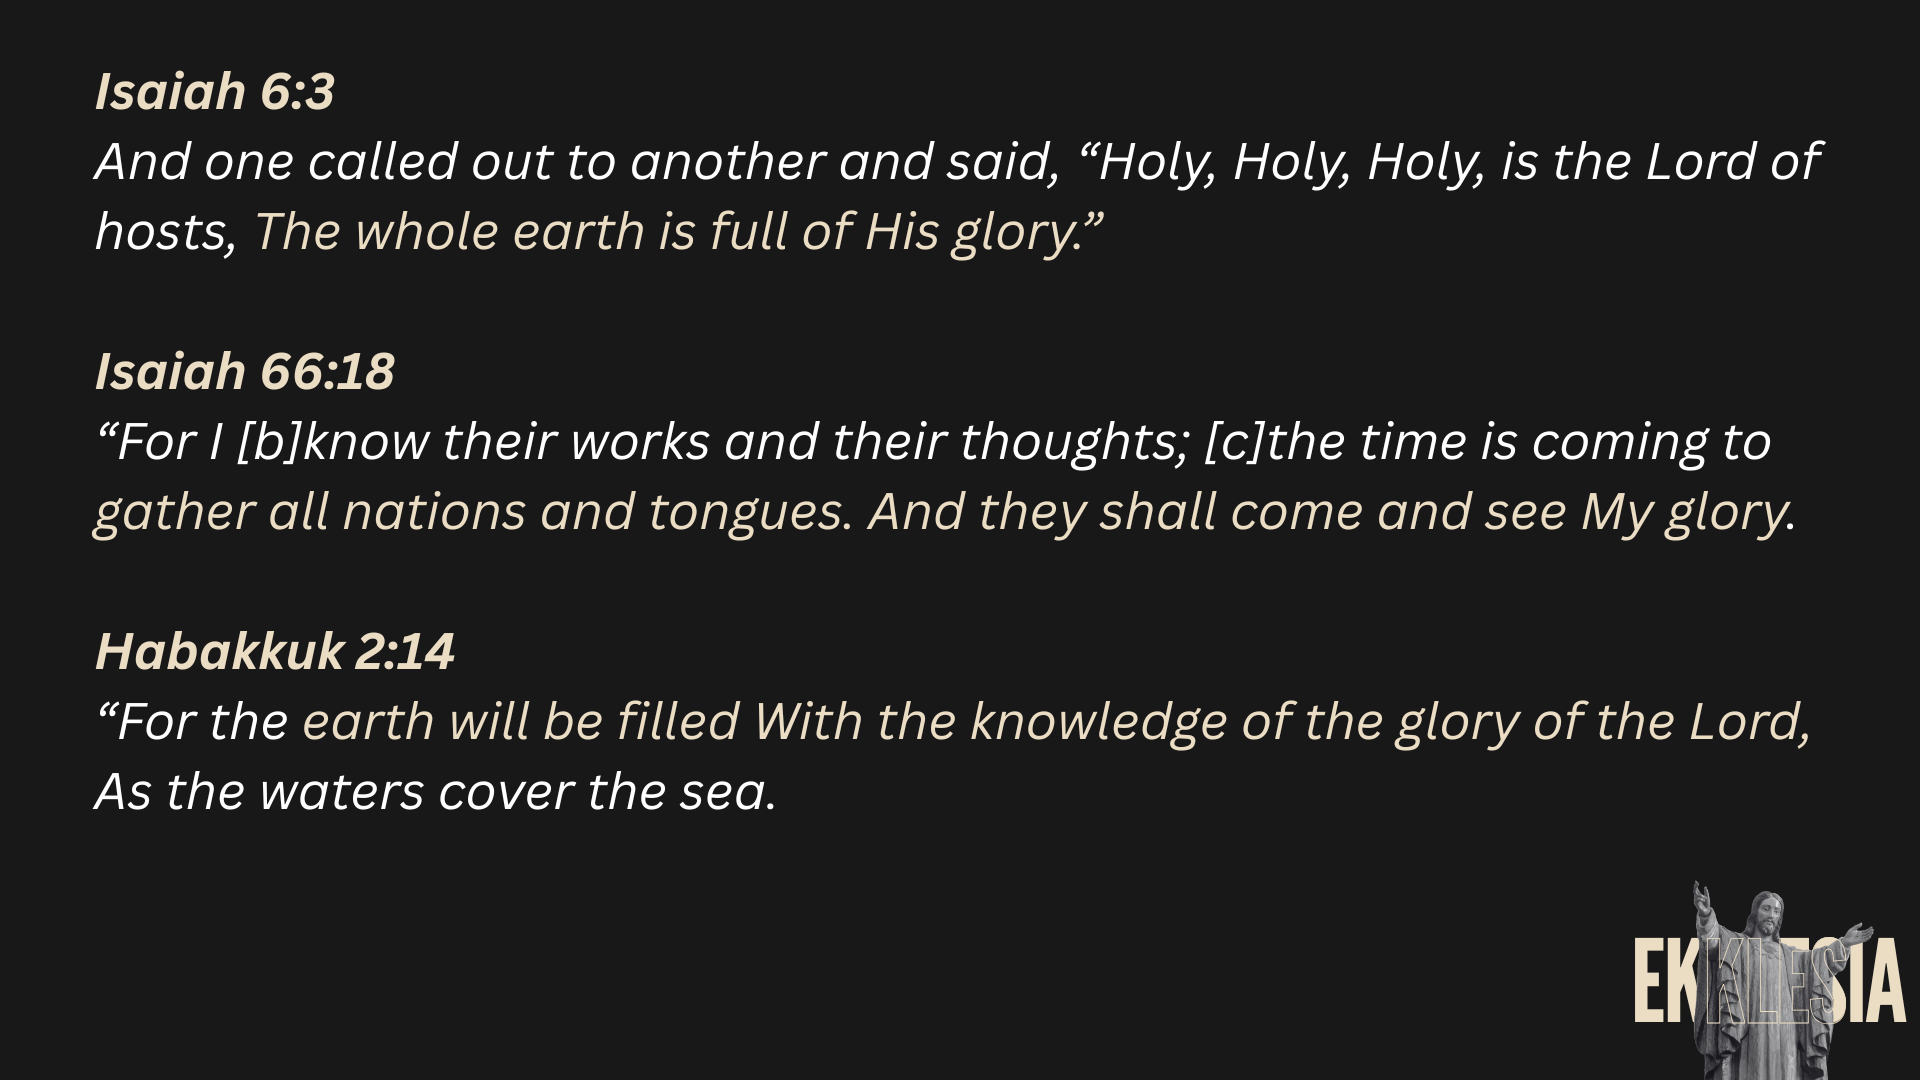 Isaiah 6:3
And one called out to another and said, “Holy, Holy, Holy, is the Lord of
hosts, The whole earth is full of His glory.”
Isaiah 66:18
“For I [b]know their works and their thoughts; [c]the time is coming to
gather all nations and tongues. And they shall come and see My glory.
Habakkuk 2:14
“For the earth will be filled With the knowledge of the glory of the Lord,
As the waters cover the sea.
EKKLESIA